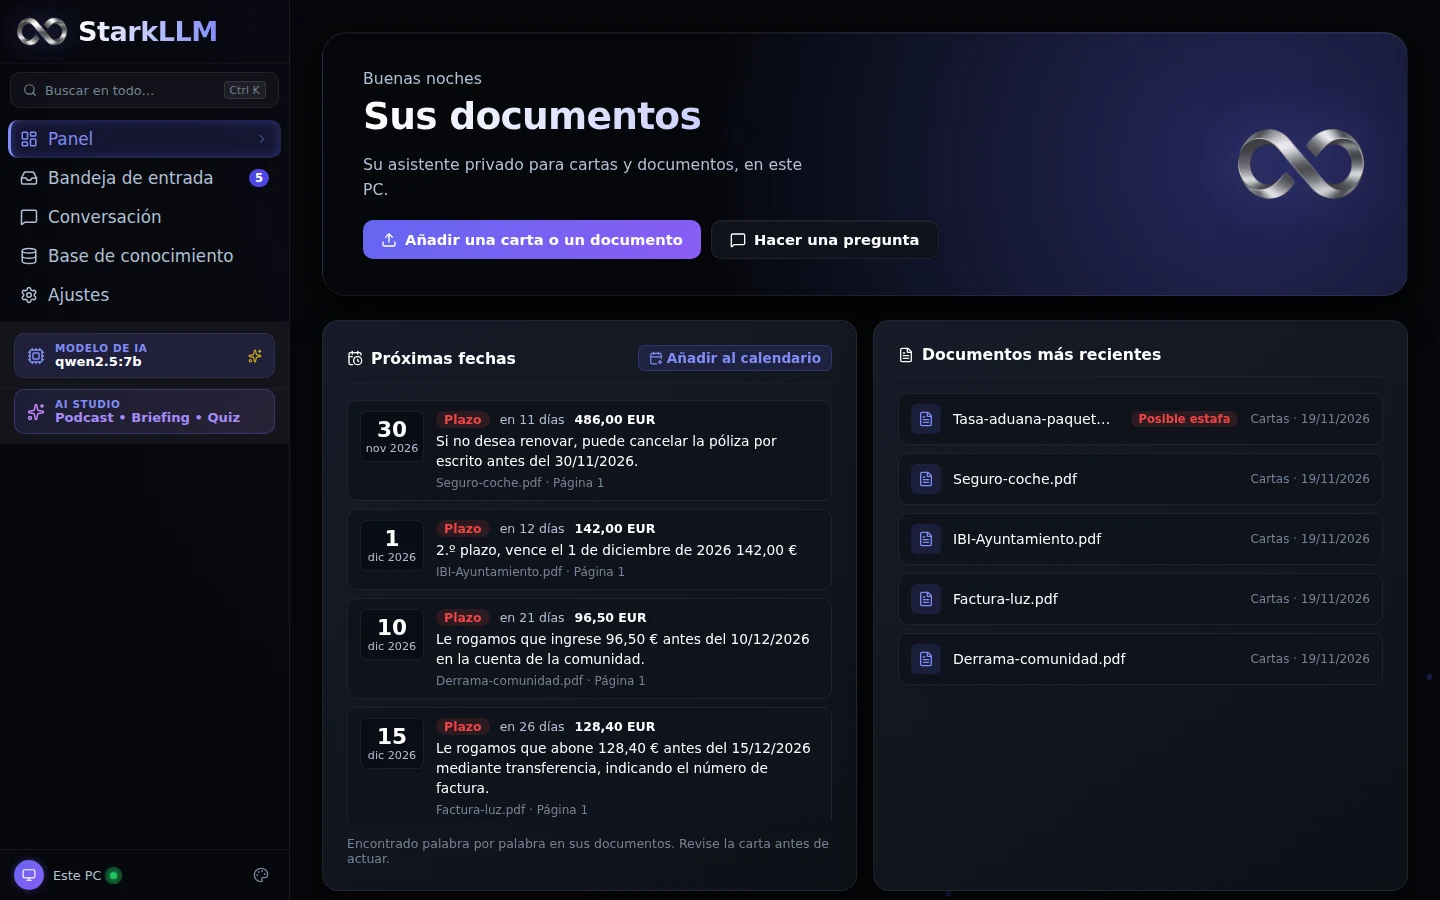 StarkLLM
Buscar en todo...
Ctrl K
Panel
Bandeja de entrada
5
Conversación
Base de conocimiento
Ajustes
MODELO DE IA
qwen2.5:7b
AI STUDIO
Podcast • Briefing • Quiz
Este PC
Buenas noches
Sus documentos
Su asistente privado para cartas y documentos, en este
PC.
Añadir una carta o un documento
Hacer una pregunta
Próximas fechas
Añadir al calendario
30
nov 2026
Plazo en 11 días 486,00 EUR
Si no desea renovar, puede cancelar la póliza por
escrito antes del 30/11/2026.
Seguro-coche.pdf · Página 1
1
dic 2026
Plazo en 12 días 142,00 EUR
2.º plazo, vence el 1 de diciembre de 2026 142,00 €
IBI-Ayuntamiento.pdf · Página 1
10
dic 2026
Plazo en 21 días 96,50 EUR
Le rogamos que ingrese 96,50 € antes del 10/12/2026
en la cuenta de la comunidad.
Derrama-comunidad.pdf · Página 1
15
dic 2026
Plazo en 26 días 128,40 EUR
Le rogamos que abone 128,40 € antes del 15/12/2026
mediante transferencia, indicando el número de
factura.
Factura-luz.pdf · Página 1
Encontrado palabra por palabra en sus documentos. Revise la carta antes de
actuar.
Documentos más recientes
Tasa-aduana-paquet... Posible estafa Cartas · 19/11/2026
Seguro-coche.pdf Cartas · 19/11/2026
IBI-Ayuntamiento.pdf Cartas · 19/11/2026
Factura-luz.pdf Cartas · 19/11/2026
Derrama-comunidad.pdf Cartas · 19/11/2026